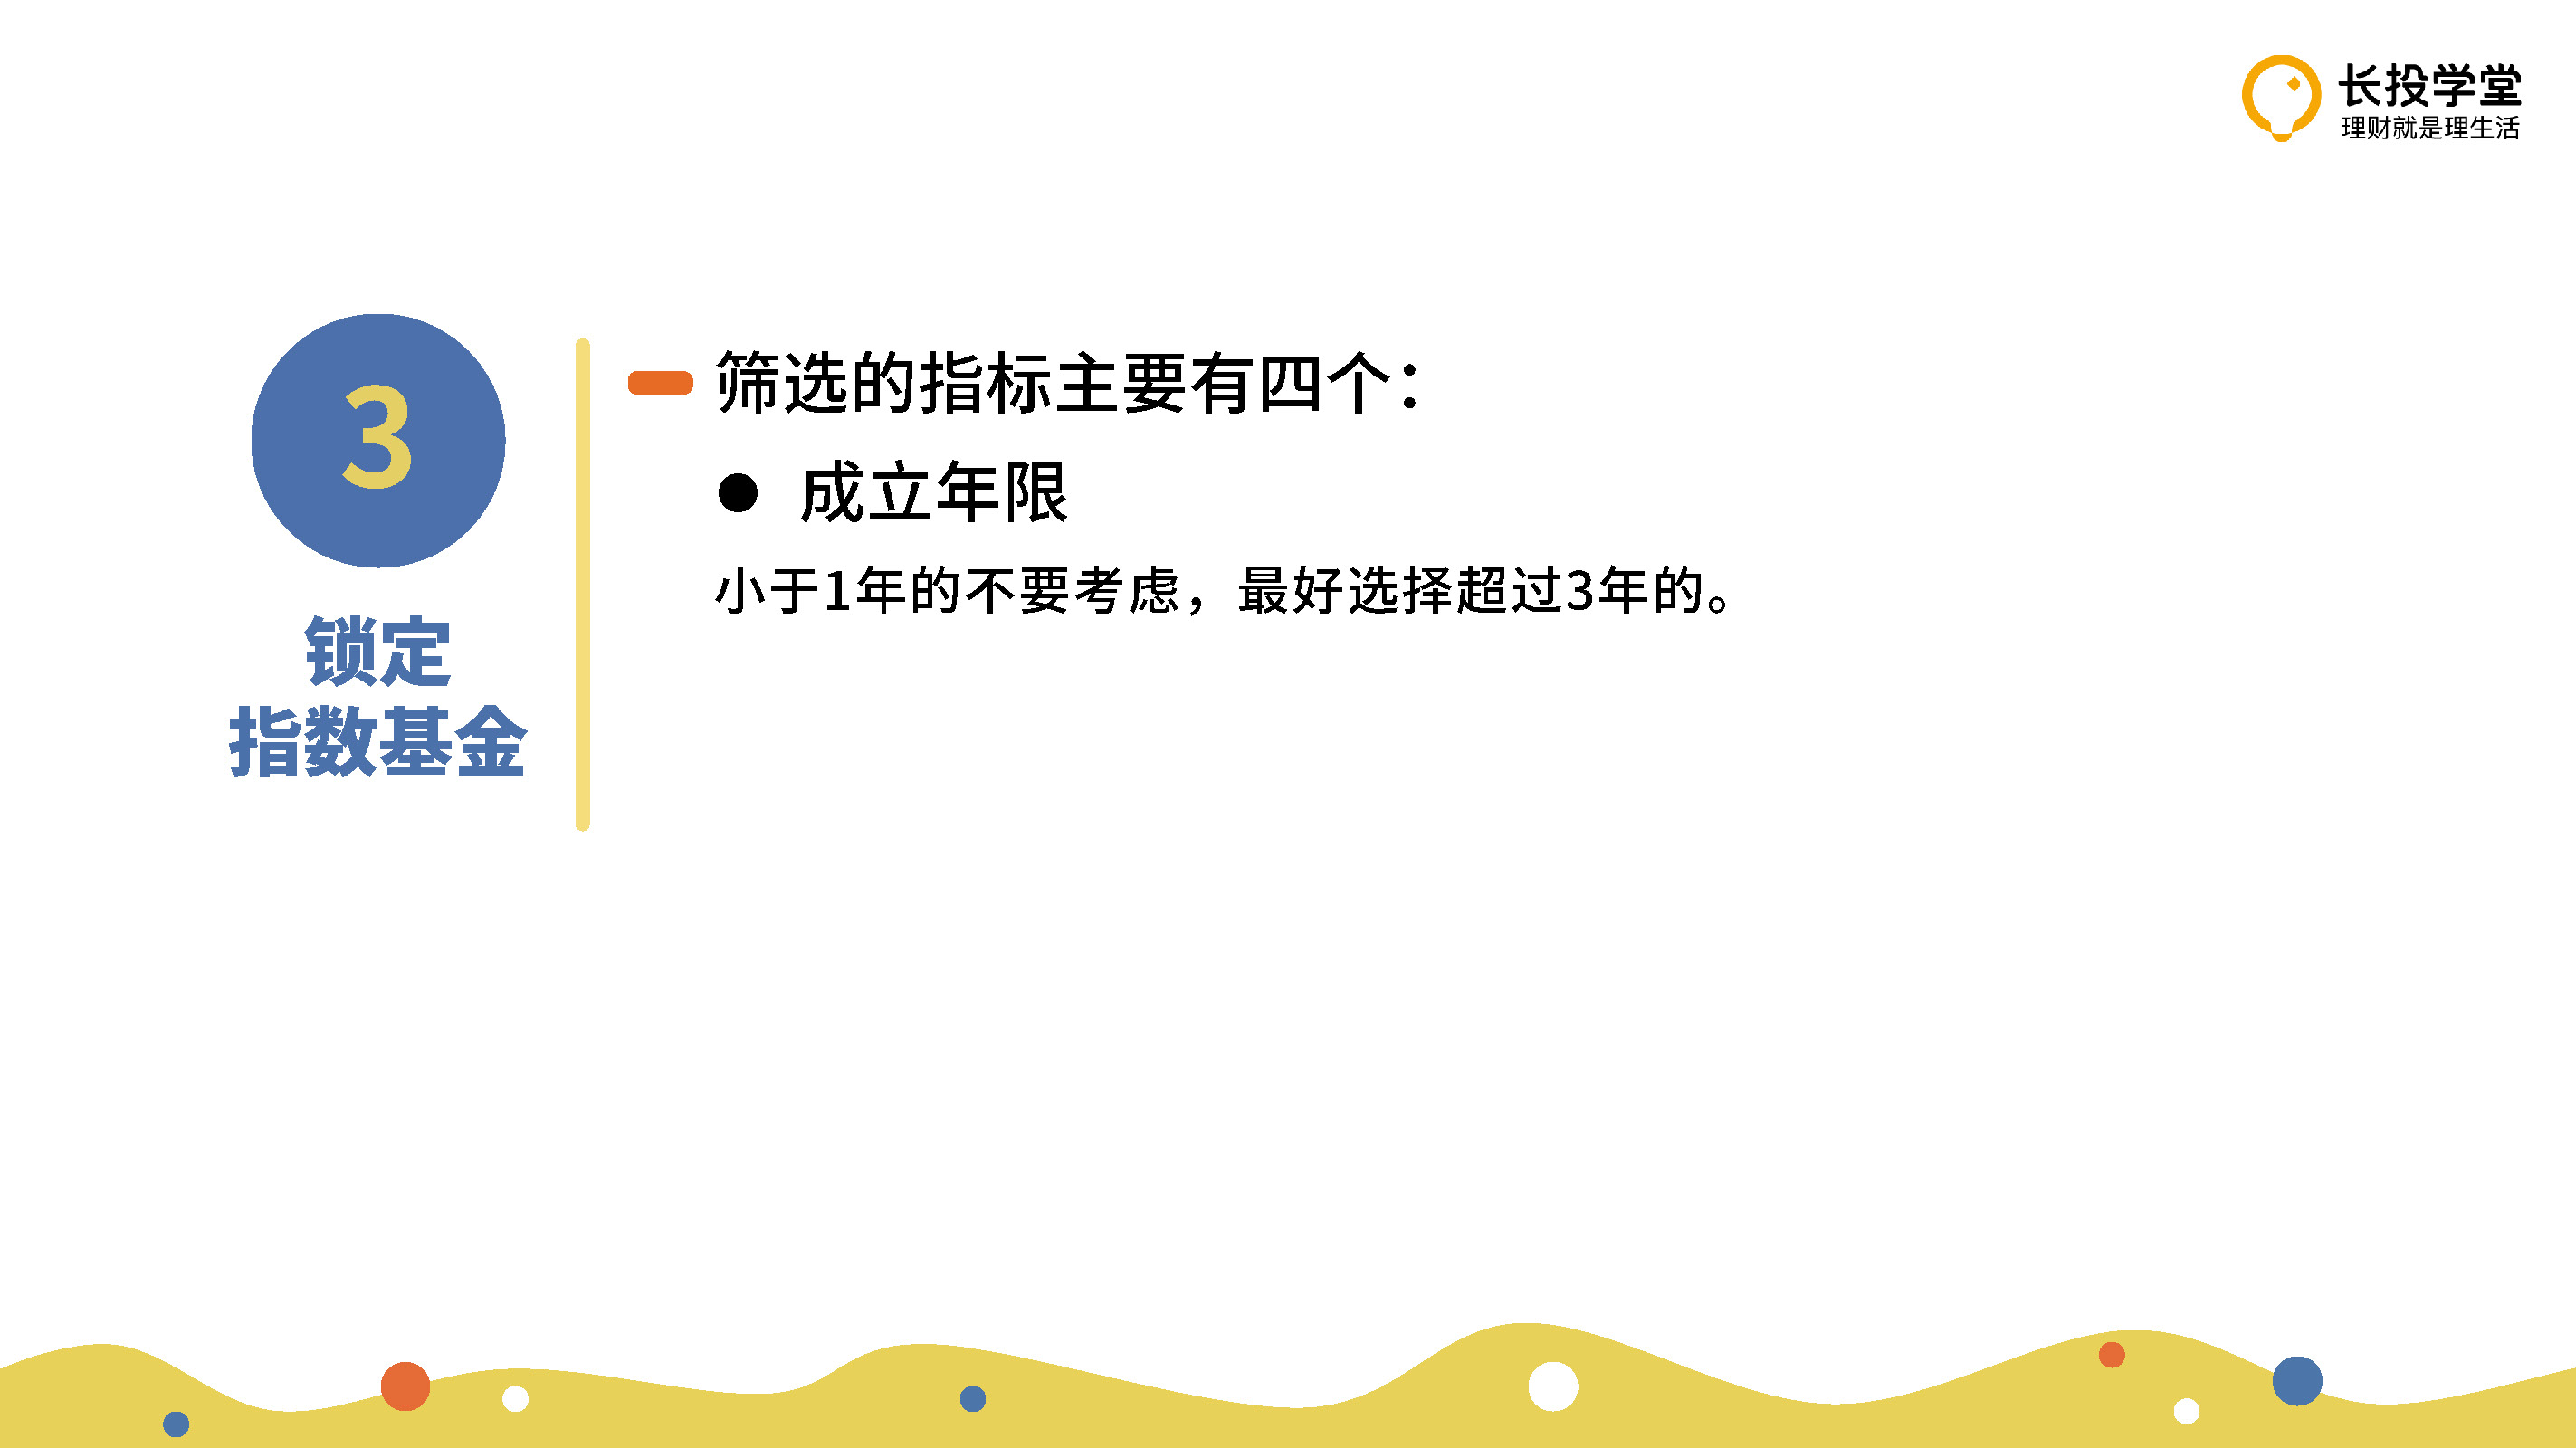 长投学堂
理财就是理生活
3
锁定
指数基金
筛选的指标主要有四个：
● 成立年限
小于1年的不要考虑，最好选择超过3年的。